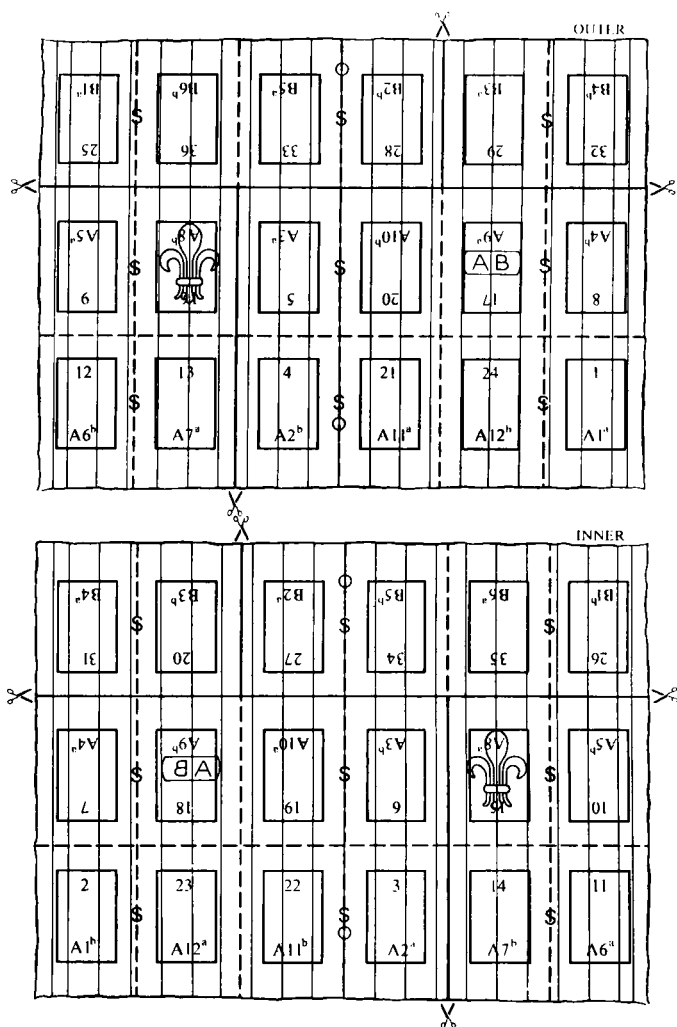 OUTER
B1ᵃ B6ᵇ B5ᵃ B2ᵇ B3ᵃ B4ᵇ
25 36 33 28 29 32
A5ᵃ A8ᵇ A3ᵃ A10ᵇ A9ᵃ A4ᵇ
AB
9 5 20 17 8
12 13 4 21 24 1
A6ᵇ A7ᵃ A2ᵇ A11ᵃ A12ᵇ A1ᵃ
INNER
B4ᵃ B3ᵇ B2ᵃ B5ᵇ B6ᵃ B1ᵇ
31 20 27 34 35 26
A4ᵃ A9ᵇ A10ᵃ A3ᵇ A8ᵃ A5ᵇ
AB
7 18 19 6 10
2 23 22 3 14 11
A1ᵇ A12ᵃ A11ᵇ A2ᵃ A7ᵇ A6ᵃ